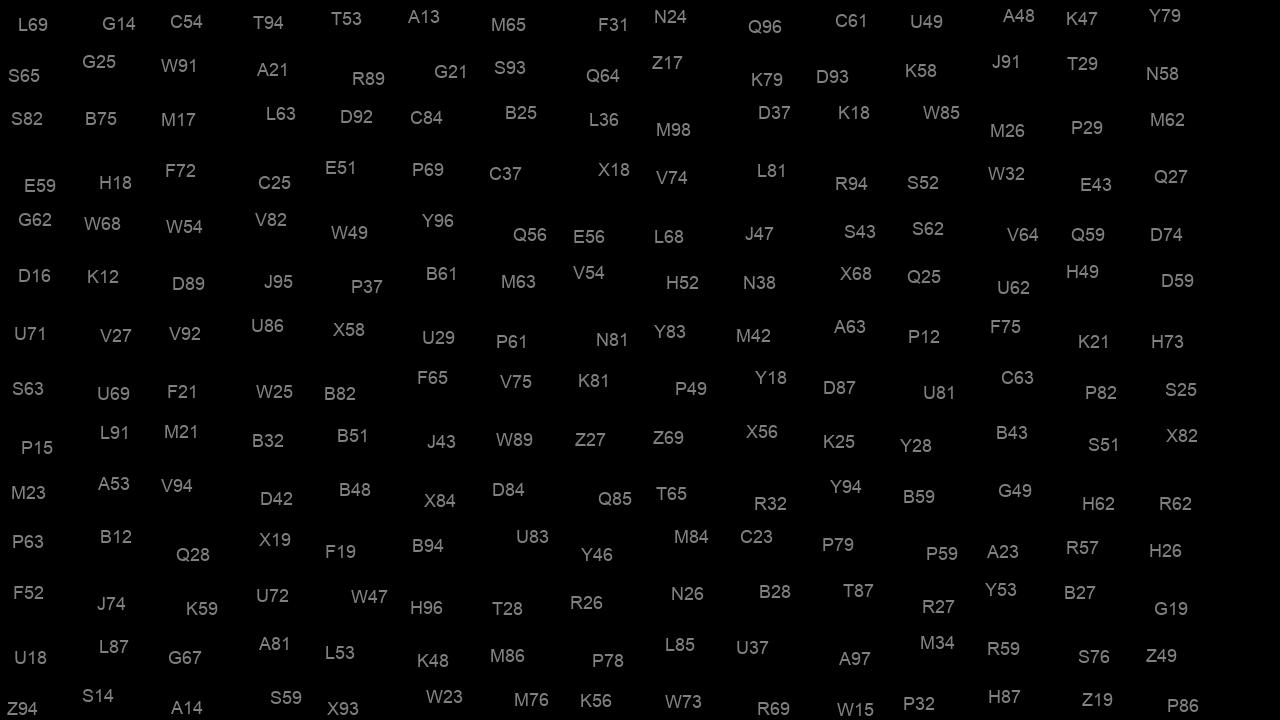 L69 G14 C54 T94 T53 A13 M65 F31 N24 Q96 C61 U49 A48 K47 Y79
S65 G25 W91 A21 R89 G21 S93 Q64 Z17 K79 D93 K58 J91 T29 N58
S82 B75 M17 L63 D92 C84 B25 L36 M98 D37 K18 W85 M26 P29 M62
E59 H18 F72 C25 E51 P69 C37 X18 V74 L81 R94 S52 W32 E43 Q27
G62 W68 W54 V82 W49 Y96 Q56 E56 L68 J47 S43 S62 V64 Q59 D74
D16 K12 D89 J95 P37 B61 M63 V54 H52 N38 X68 Q25 U62 H49 D59
U71 V27 V92 U86 X58 U29 P61 N81 Y83 M42 A63 P12 F75 K21 H73
S63 U69 F21 W25 B82 F65 V75 K81 P49 Y18 D87 U81 C63 P82 S25
P15 L91 M21 B32 B51 J43 W89 Z27 Z69 X56 K25 Y28 B43 S51 X82
M23 A53 V94 D42 B48 X84 D84 Q85 T65 R32 Y94 B59 G49 H62 R62
P63 B12 Q28 X19 F19 B94 U83 Y46 M84 C23 P79 P59 A23 R57 H26
F52 J74 K59 U72 W47 H96 T28 R26 N26 B28 T87 R27 Y53 B27 G19
U18 L87 G67 A81 L53 K48 M86 P78 L85 U37 A97 M34 R59 S76 Z49
Z94 S14 A14 S59 X93 W23 M76 K56 W73 R69 W15 P32 H87 Z19 P86